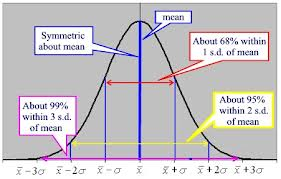 mean
Symmetric
about mean
About 68% within
1 s.d. of mean
About 99%
within 3 s.d.
of mean
About 95%
within 2 s.d.
of mean
x̄−3σ x̄−2σ x̄−σ x̄ x̄+σ x̄+2σ x̄+3σ